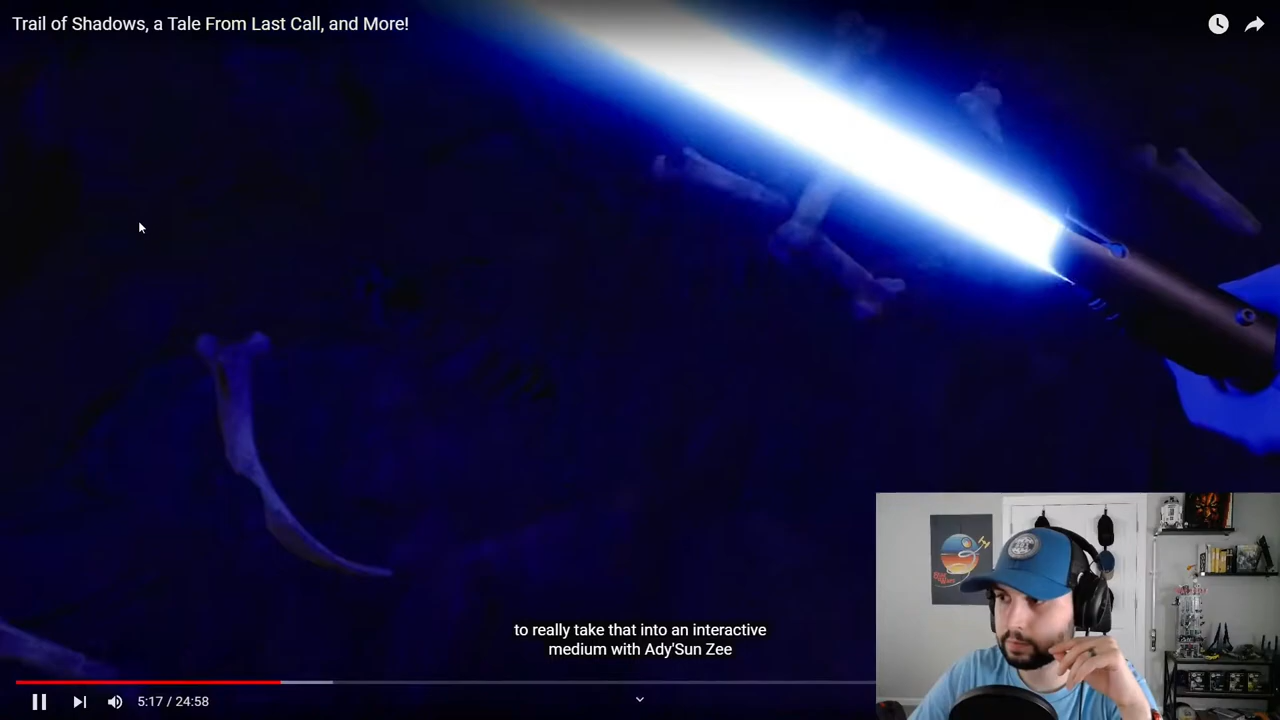 Trail of Shadows, a Tale From Last Call, and More!
to really take that into an interactive
medium with Ady'Sun Zee
5:17 / 24:58